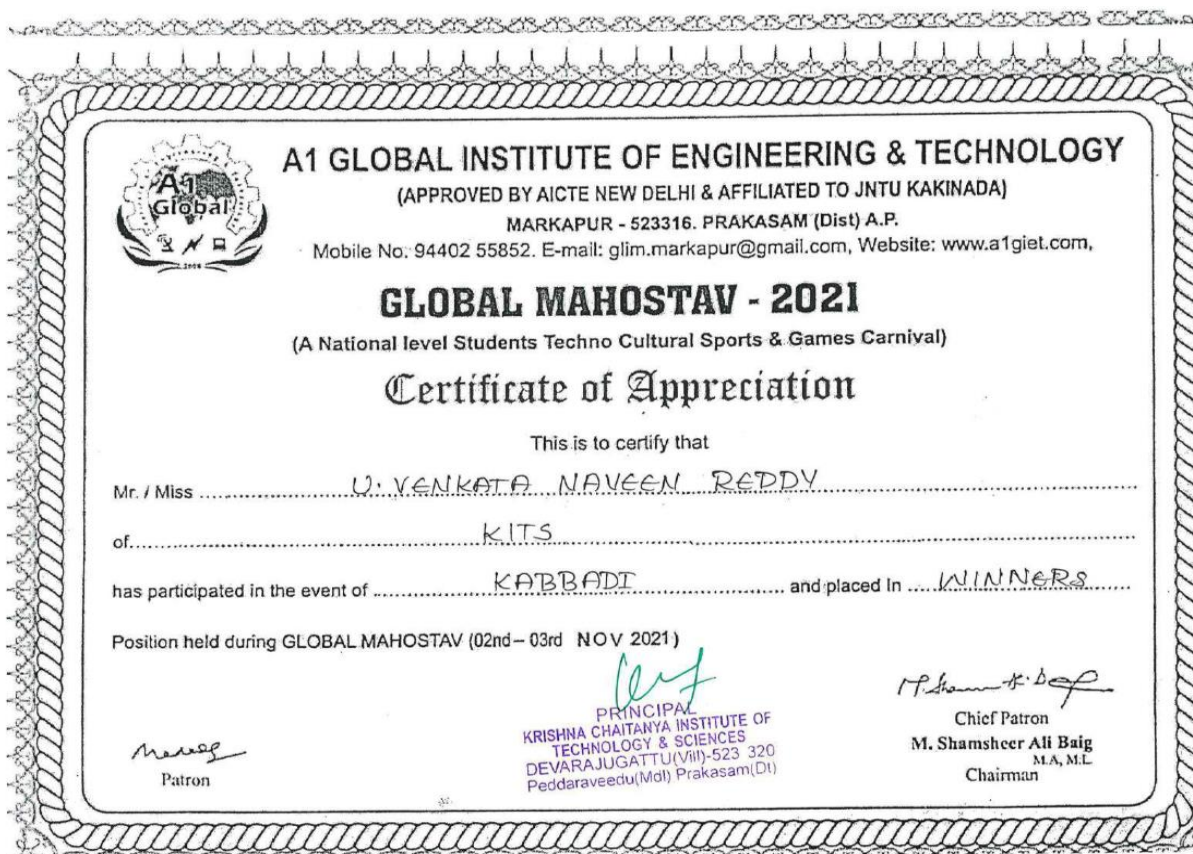 A1
Global
A1 GLOBAL INSTITUTE OF ENGINEERING & TECHNOLOGY
(APPROVED BY AICTE NEW DELHI & AFFILIATED TO JNTU KAKINADA)
MARKAPUR - 523316. PRAKASAM (Dist) A.P.
Mobile No: 94402 55852. E-mail: glim.markapur@gmail.com, Website: www.a1giet.com,
GLOBAL MAHOSTAV - 2021
(A National level Students Techno Cultural Sports & Games Carnival)
Certificate of Appreciation
This is to certify that
Mr. / Miss U. VENKATA NAVEEN REDDY
of KITS
has participated in the event of KABBADI and placed in WINNERS
Position held during GLOBAL MAHOSTAV (02nd – 03rd NOV 2021)
PRINCIPAL
KRISHNA CHAITANYA INSTITUTE OF
TECHNOLOGY & SCIENCES
DEVARAJUGATTU(Vill)-523 320
Peddaraveedu(Mdl) Prakasam(Dt)
Patron
Chief Patron
M. Shamsheer Ali Baig
M.A, M.L
Chairman